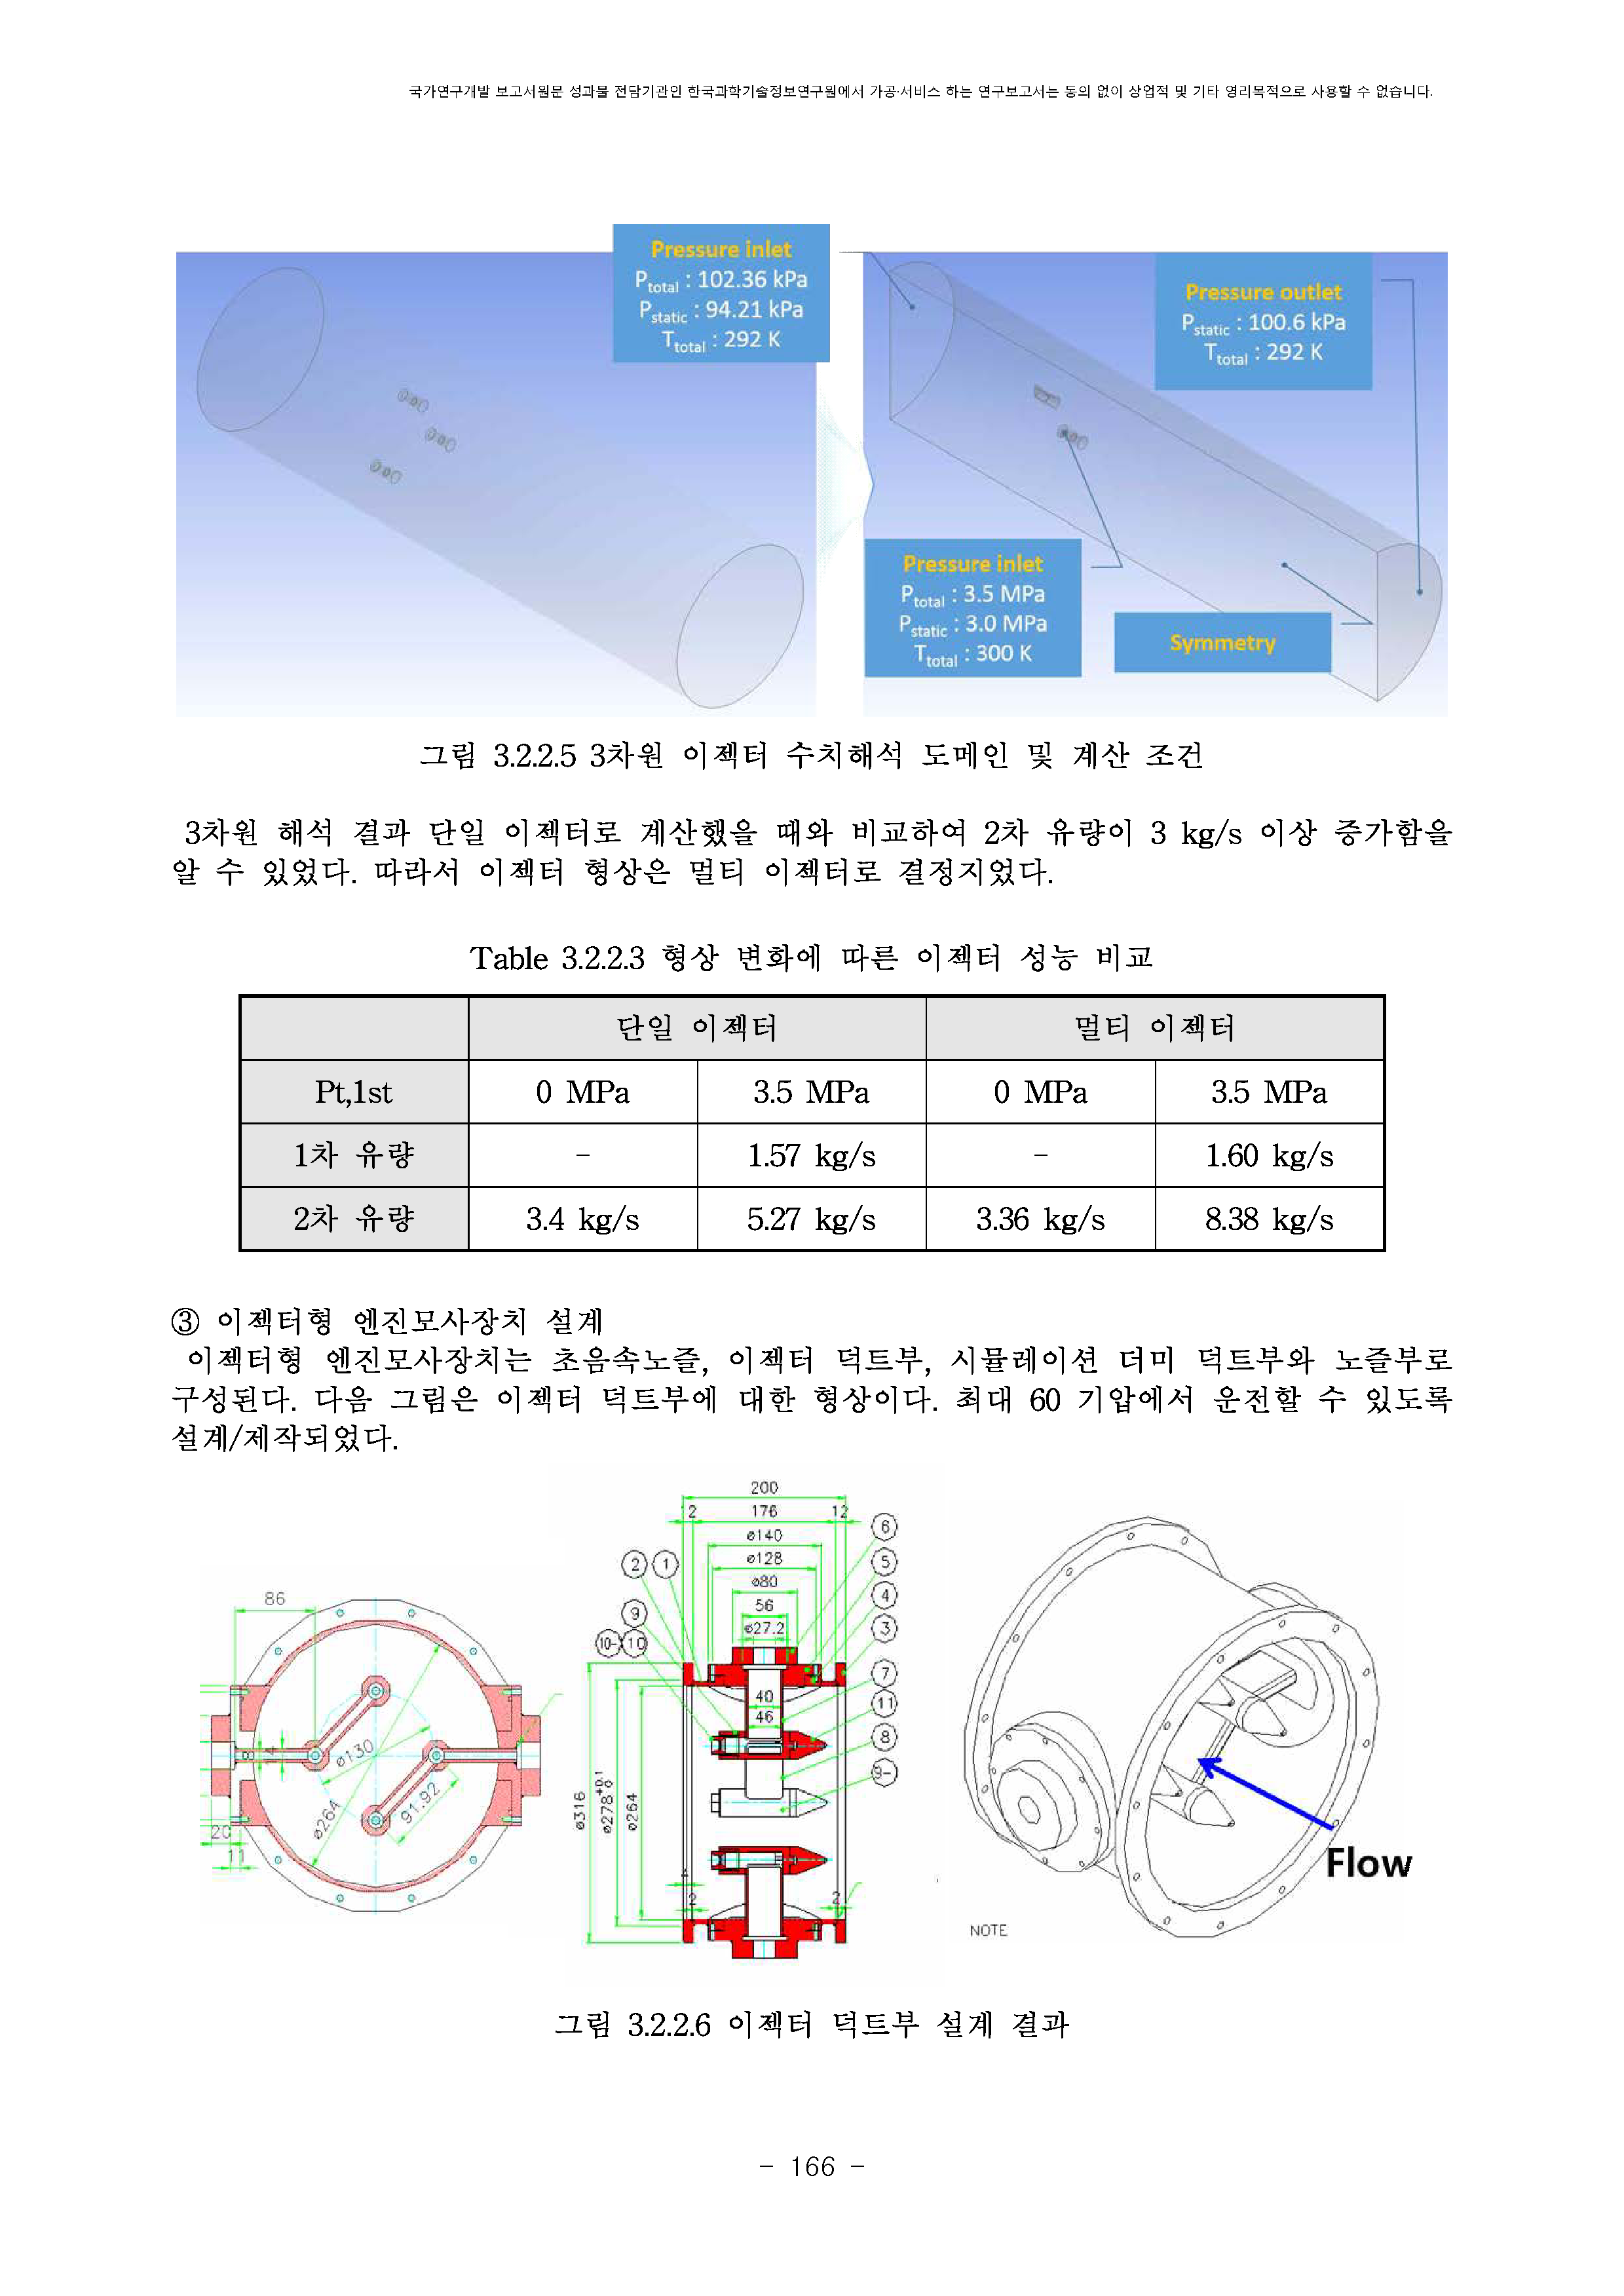 국가연구개발 보고서원문 성과물 전담기관인 한국과학기술정보연구원에서 가공·서비스 하는 연구보고서는 동의 없이 상업적 및 기타 영리목적으로 사용할 수 없습니다.
Pressure inlet
Ptotal : 102.36 kPa
Pstatic : 94.21 kPa
Ttotal : 292 K
Pressure outlet
Pstatic : 100.6 kPa
Ttotal : 292 K
Pressure inlet
Ptotal : 3.5 MPa
Pstatic : 3.0 MPa
Ttotal : 300 K
Symmetry
그림 3.2.2.5 3차원 이젝터 수치해석 도메인 및 계산 조건
3차원 해석 결과 단일 이젝터로 계산했을 때와 비교하여 2차 유량이 3 kg/s 이상 증가함을
알 수 있었다. 따라서 이젝터 형상은 멀티 이젝터로 결정지었다.
Table 3.2.2.3 형상 변화에 따른 이젝터 성능 비교
단일 이젝터 멀티 이젝터
Pt,1st 0 MPa 3.5 MPa 0 MPa 3.5 MPa
1차 유량 - 1.57 kg/s - 1.60 kg/s
2차 유량 3.4 kg/s 5.27 kg/s 3.36 kg/s 8.38 kg/s
③ 이젝터형 엔진모사장치 설계
이젝터형 엔진모사장치는 초음속노즐, 이젝터 덕트부, 시뮬레이션 더미 덕트부와 노즐부로
구성된다. 다음 그림은 이젝터 덕트부에 대한 형상이다. 최대 60 기압에서 운전할 수 있도록
설계/제작되었다.
86
ø130
ø264
91.92
20
11
200
2 176 12
ø140
ø128
ø80
56
ø27.2
40
46
ø316
ø278+0.1 0
ø264
2
2
2 1
9
10- 10
6
5
4
3
7
11
8
9-
Flow
NOTE
그림 3.2.2.6 이젝터 덕트부 설계 결과
- 166 -